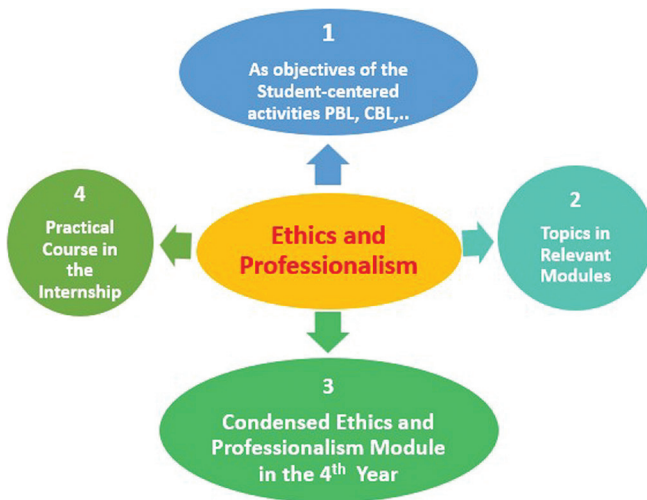 1
As objectives of the
Student-centered
activities PBL, CBL,..
4
Practical
Course in
the
Internship
Ethics and
Professionalism
2
Topics in
Relevant
Modules
3
Condensed Ethics and
Professionalism Module
in the 4th Year